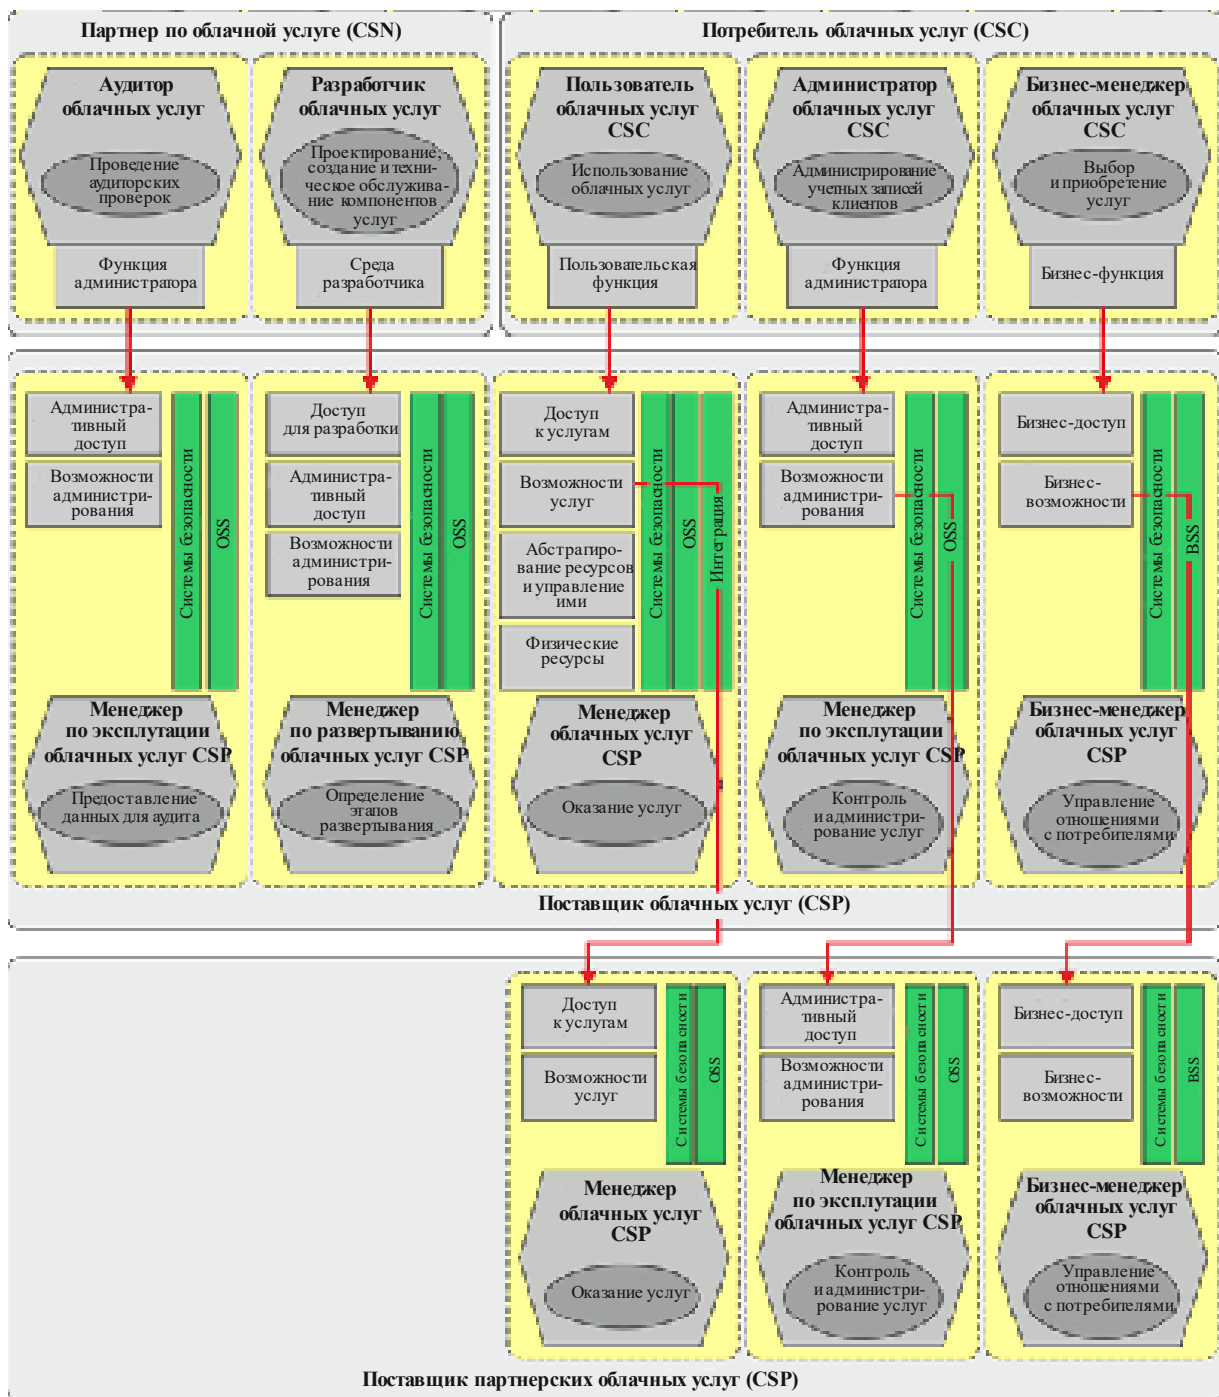 Партнер по облачной услуге (CSN)
Потребитель облачных услуг (CSC)
Аудитор
облачных услуг
Проведение
аудиторских
проверок
Функция
администратора
Разработчик
облачных услуг
Проектирование,
создание и техни-
ческое обслужива-
ние компонентов
услуг
Среда
разработчика
Пользователь
облачных услуг
CSC
Использование
облачных услуг
Пользовательская
функция
Администратор
облачных услуг
CSC
Администрирование
учетных записей
клиентов
Функция
администратора
Бизнес-менеджер
облачных услуг
CSC
Выбор
и приобретение
услуг
Бизнес-функция
Административ-
тивный
доступ
Возможности
администри-
рования
Системы безопасности
OSS
Менеджер
по эксплутации
облачных услуг CSP
Предоставление
данных для аудита
Доступ
для разработки
Администра-
тивный
доступ
Возможности
администри-
рования
Системы безопасности
OSS
Менеджер
по развертыванию
облачных услуг CSP
Определение
этапов
развертывания
Доступ
к услугам
Возможности
услуг
Абстрагиро-
вание ресурсов
и управление
ими
Физические
ресурсы
Системы безопасности
OSS
Интеграция
Менеджер
облачных услуг
CSP
Оказание услуг
Администра-
тивный
доступ
Возможности
администри-
рования
Системы безопасности
OSS
Менеджер
по эксплутации
облачных услуг CSP
Контроль
и администри-
рование услуг
Бизнес-доступ
Бизнес-
возможности
Системы безопасности
BSS
Бизнес-менеджер
облачных услуг
CSP
Управление
отношениями
с потребителями
Поставщик облачных услуг (CSP)
Доступ
к услугам
Возможности
услуг
Системы безопасности
OSS
Менеджер
облачных услуг
CSP
Оказание услуг
Администра-
тивный
доступ
Возможности
администри-
рования
Системы безопасности
OSS
Менеджер
по эксплутации
облачных услуг CSP
Контроль
и администри-
рование услуг
Бизнес-доступ
Бизнес-
возможности
Системы безопасности
BSS
Бизнес-менеджер
облачных услуг
CSP
Управление
отношениями
с потребителями
Поставщик партнерских облачных услуг (CSP)